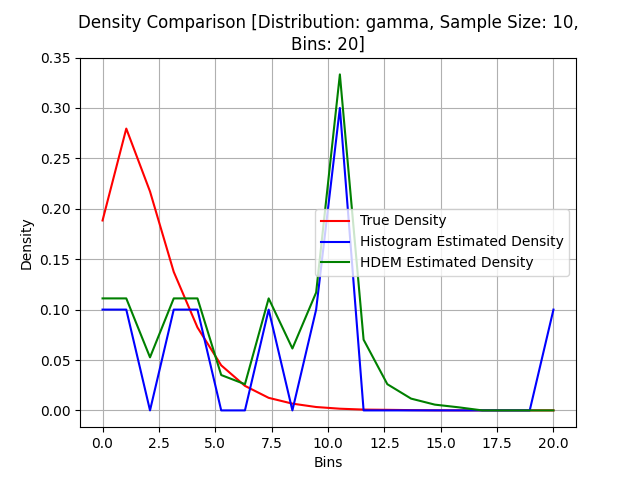 Density Comparison [Distribution: gamma, Sample Size: 10,
Bins: 20]
0.35
0.30
0.25
0.20
0.15
0.10
0.05
0.00
Density
True Density
Histogram Estimated Density
HDEM Estimated Density
0.0 2.5 5.0 7.5 10.0 12.5 15.0 17.5 20.0
Bins